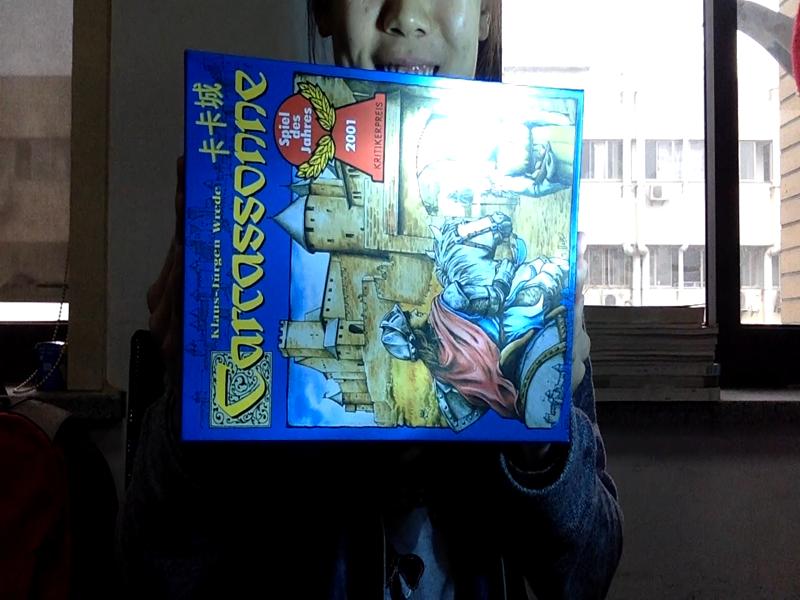 卡卡城
Klaus-Jürgen Wrede
Carcassonne
Spiel
des
Jahres
2001
KRITIKERPREIS